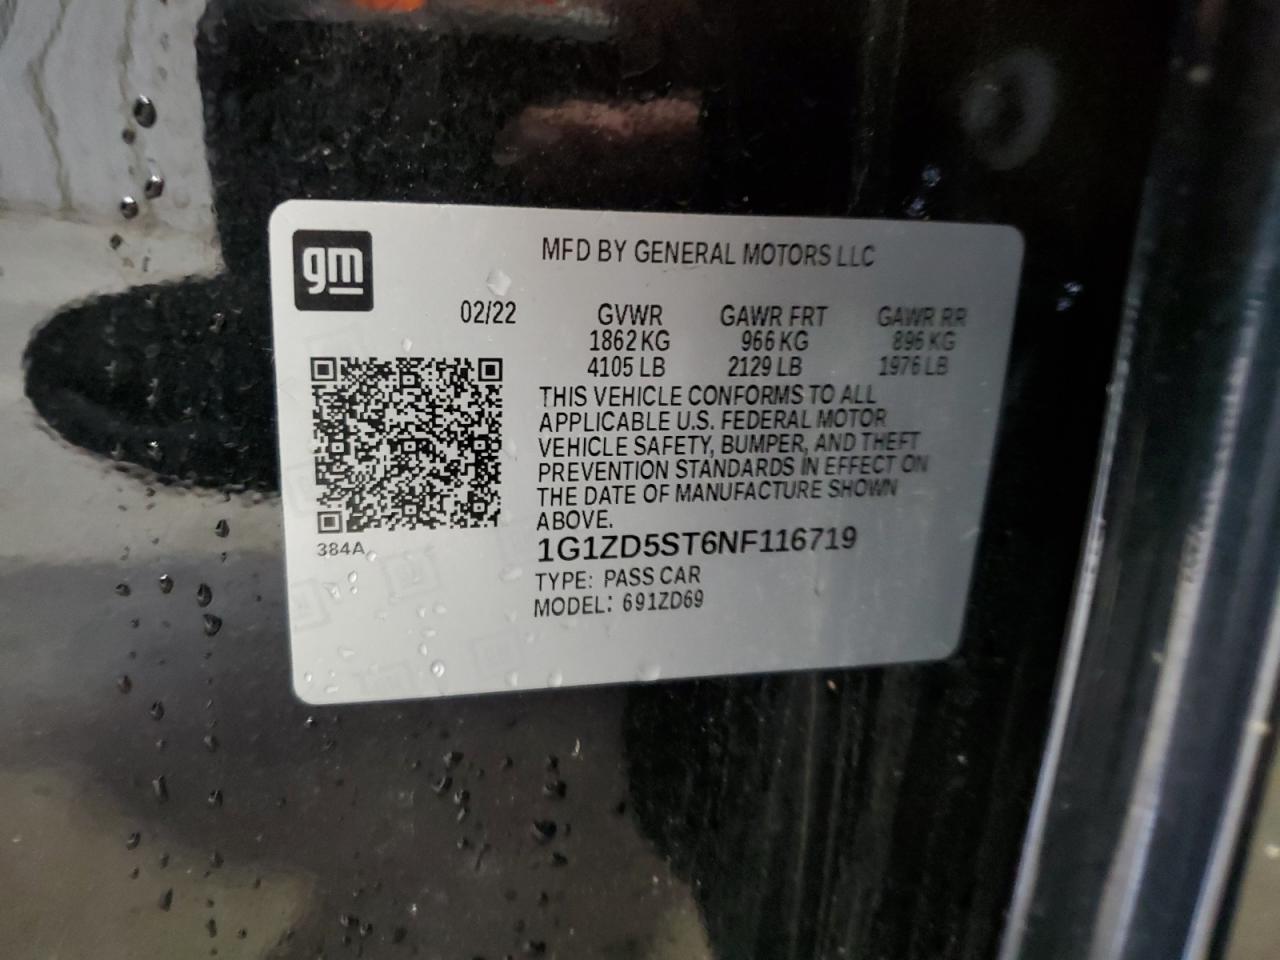 gm
MFD BY GENERAL MOTORS LLC
02/22 GVWR GAWR FRT GAWR RR
1862 KG 966 KG 896 KG
4105 LB 2129 LB 1976 LB
THIS VEHICLE CONFORMS TO ALL
APPLICABLE U.S. FEDERAL MOTOR
VEHICLE SAFETY, BUMPER, AND THEFT
PREVENTION STANDARDS IN EFFECT ON
THE DATE OF MANUFACTURE SHOWN
ABOVE.
384A
1G1ZD5ST6NF116719
TYPE: PASS CAR
MODEL: 691ZD69